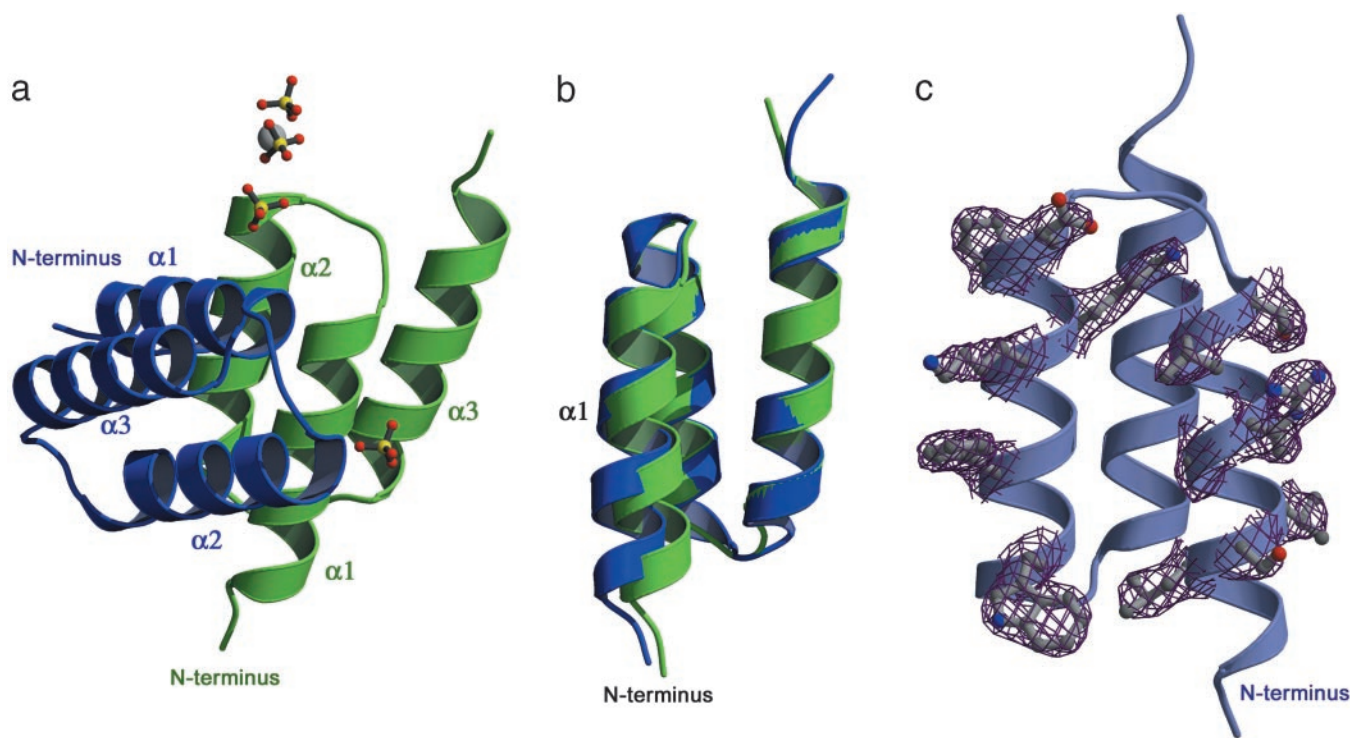 a
b
c
N-terminus
α1
α2
α3
α3
α2
α1
N-terminus
α1
N-terminus
N-terminus